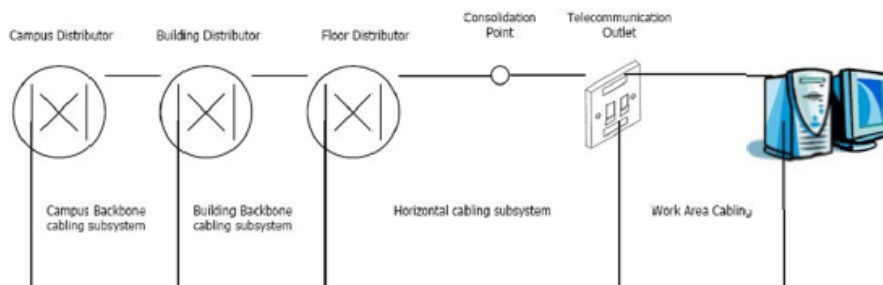 Campus Distributor
Building Distributor
Floor Distributor
Consolidation
Point
Telecommunication
Outlet
Campus Backbone
cabling subsystem
Building Backbone
cabling subsystem
Horizontal cabling subsystem
Work Area Cabling